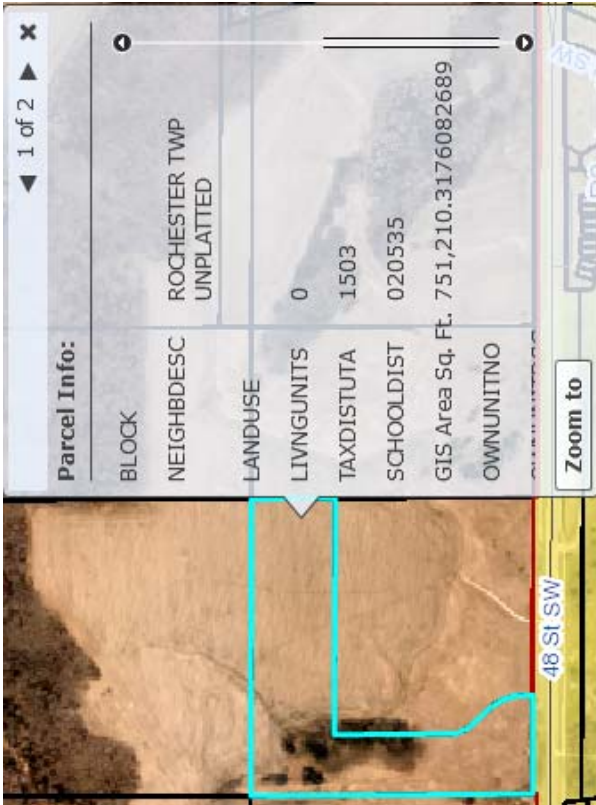 1 of 2
Parcel Info:
BLOCK
NEIGHBDESC ROCHESTER TWP
UNPLATTED
LANDUSE
LIVNGUNITS 0
TAXDISTUTA 1503
SCHOOLDIST 020535
GIS Area Sq. Ft. 751,210.3176082689
OWNUNITNO
Zoom to
48 St SW
SW